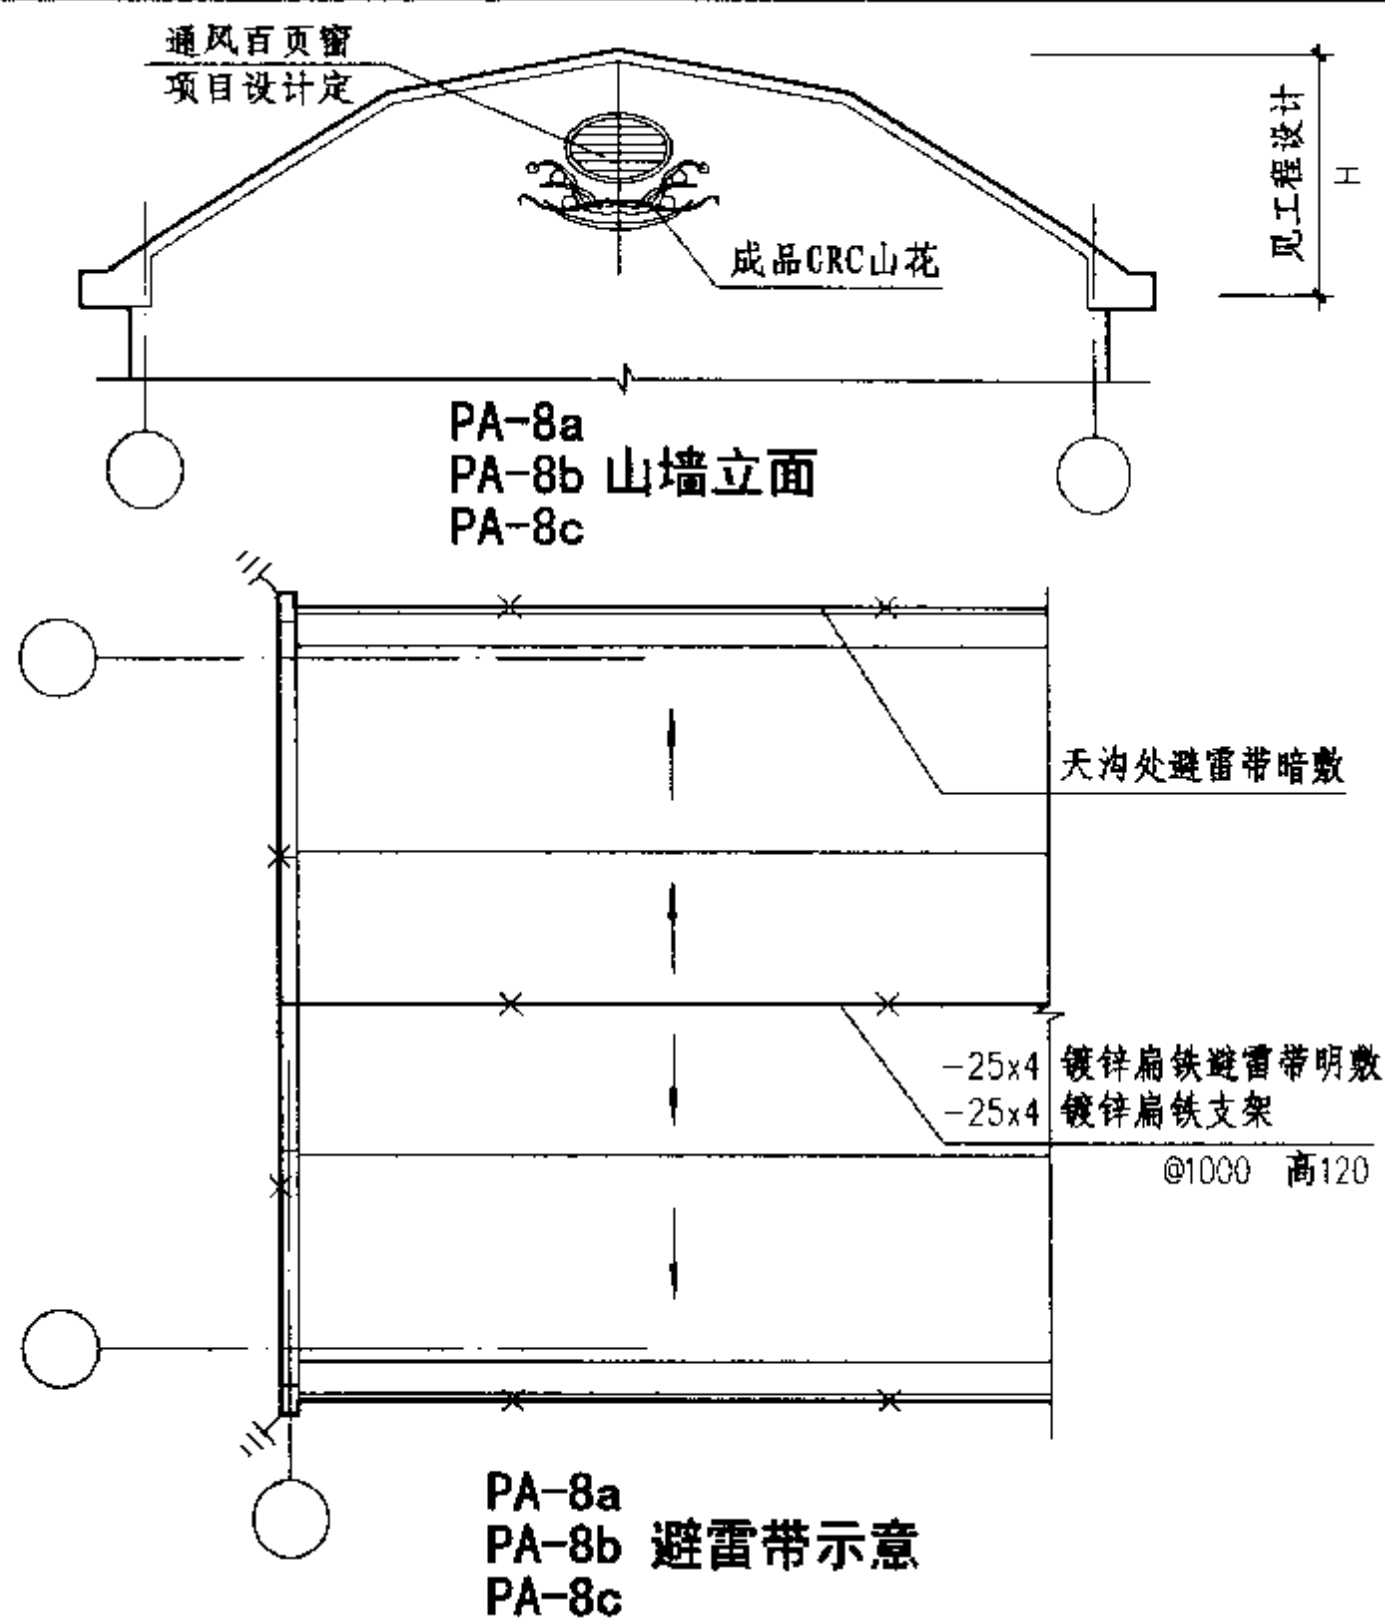 通风百页窗
项目设计定
见工程设计
H
成品GRC山花
PA-8a
PA-8b 山墙立面
PA-8c
天沟处避雷带暗敷
-25x4 镀锌扁铁避雷带明敷
-25x4 镀锌扁铁支架
@1000 高120
PA-8a
PA-8b 避雷带示意
PA-8c